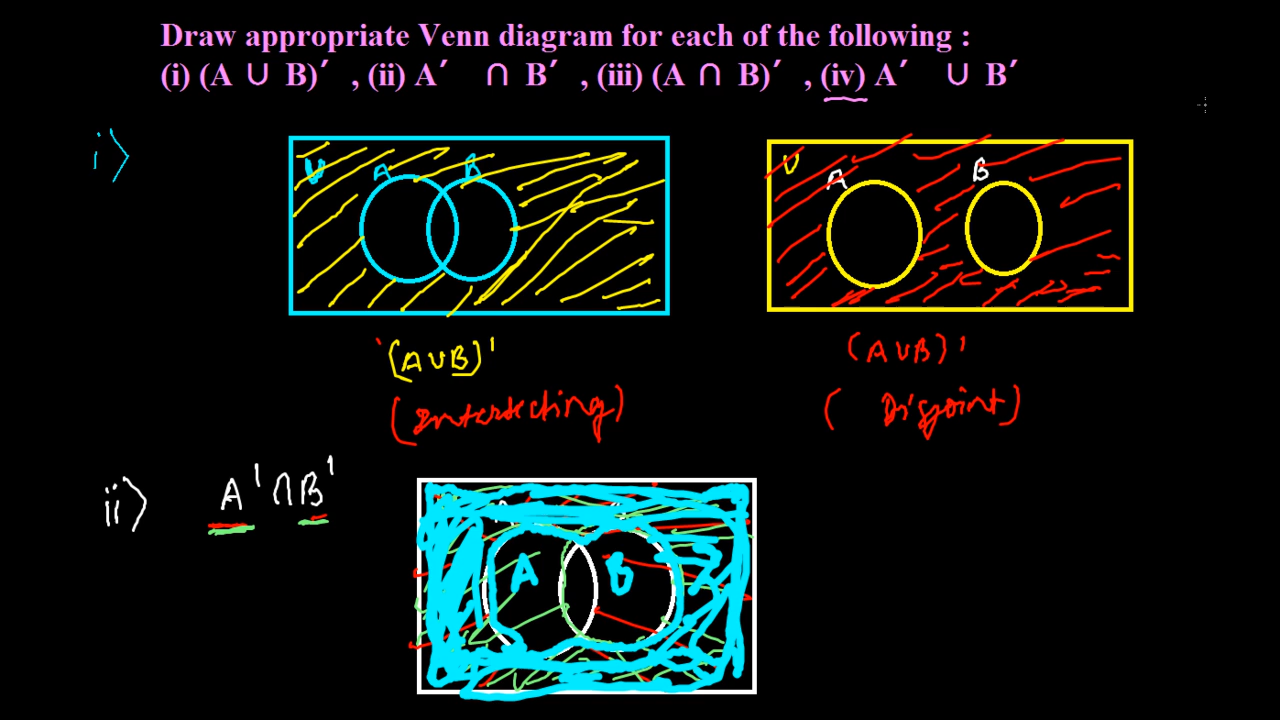 Draw appropriate Venn diagram for each of the following :
(i) (A ∪ B)′ , (ii) A′ ∩ B′ , (iii) (A ∩ B)′ , (iv) A′ ∪ B′
i)
U A B
U A B
(A∪B)'
(A∪B)'
(Intersecting)
(Disjoint)
ii) A'∩B'
A B